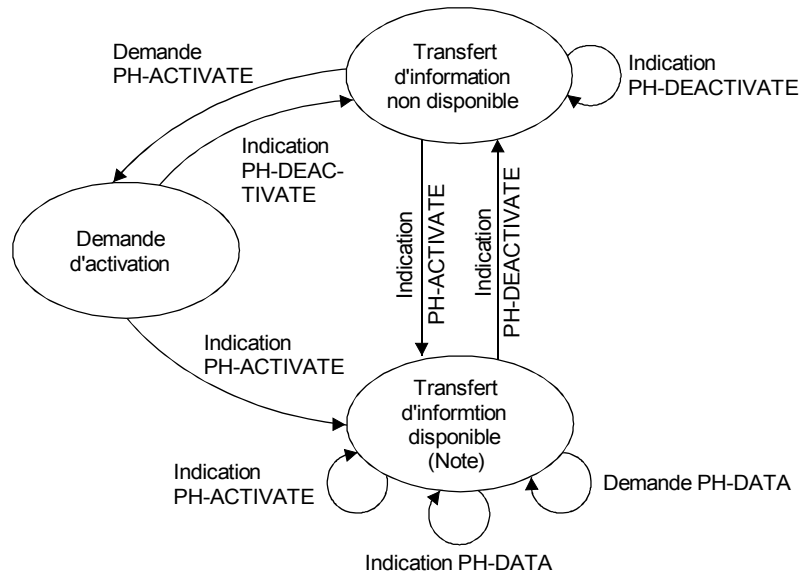 Demande
PH-ACTIVATE
Transfert
d'information
non disponible
Indication
PH-DEACTIVATE
Indication
PH-DEAC-
TIVATE
Demande
d'activation
Indication
PH-ACTIVATE
Indication
PH-DEACTIVATE
Indication
PH-ACTIVATE
Transfert
d'informtion
disponible
(Note)
Indication
PH-ACTIVATE
Demande PH-DATA
Indication PH-DATA